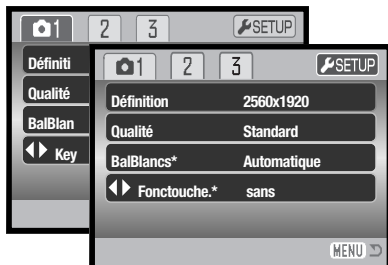 1 2 3 SETUP
Définiti
Qualité
BalBlan
Key
1 2 3 SETUP
Définition 2560x1920
Qualité Standard
BalBlancs* Automatique
Fonctouche.* sans
MENU